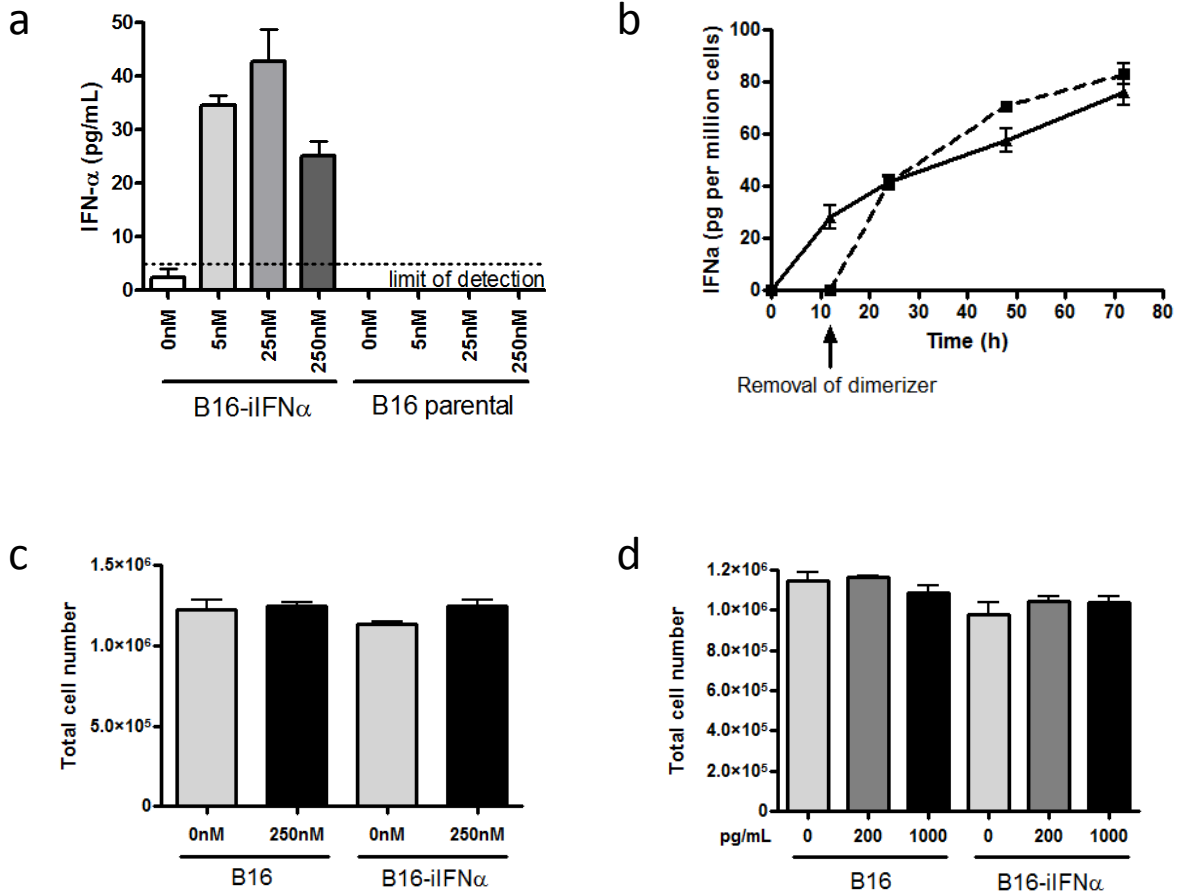 a
50
40
30
20
10
0
IFN-α (pg/mL)
limit of detection
0nM 5nM 25nM 250nM 0nM 5nM 25nM 250nM
B16-iIFNα B16 parental
b
100
80
60
40
20
0
IFNa (pg per million cells)
0 10 20 30 40 50 60 70 80
Time (h)
Removal of dimerizer
c
1.5×10⁶
1.0×10⁶
5.0×10⁵
0
Total cell number
0nM 250nM 0nM 250nM
B16 B16-iIFNα
d
1.2×10⁶
1.0×10⁶
8.0×10⁵
6.0×10⁵
4.0×10⁵
2.0×10⁵
0
Total cell number
pg/mL 0 200 1000 0 200 1000
B16 B16-iIFNα